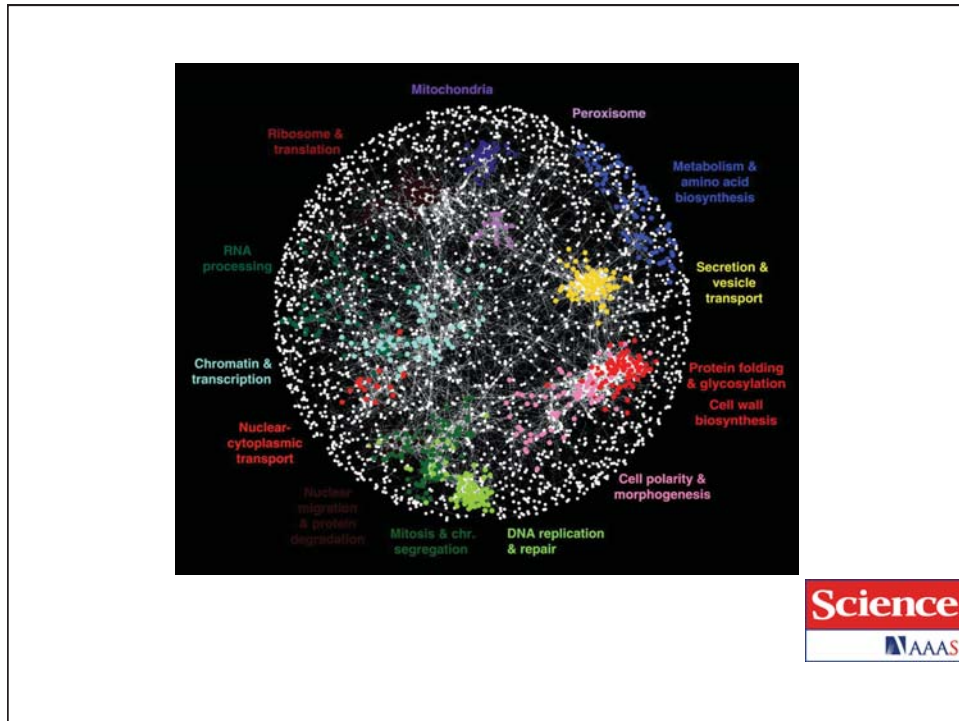 Mitochondria
Peroxisome
Ribosome &
translation
Metabolism &
amino acid
biosynthesis
RNA
processing
Secretion &
vesicle
transport
Chromatin &
transcription
Protein folding
& glycosylation
Cell wall
biosynthesis
Nuclear-
cytoplasmic
transport
Cell polarity &
morphogenesis
Nuclear
migration
& protein
degradation
Mitosis & chr.
segregation
DNA replication
& repair
Science
AAAS